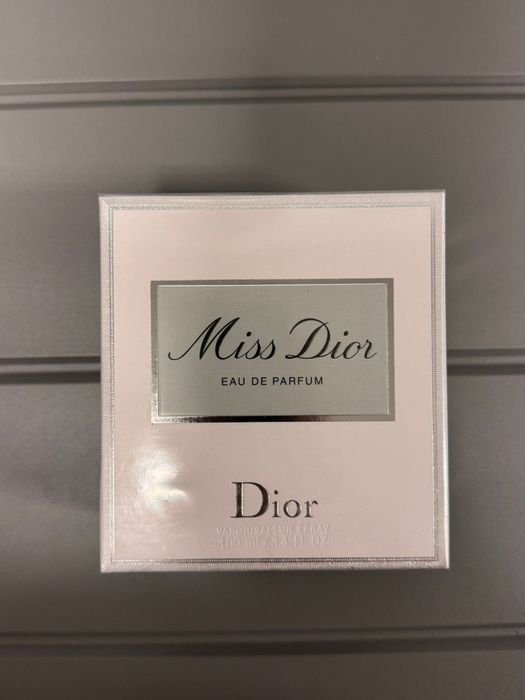 Miss Dior
EAU DE PARFUM
Dior
VAPORISATEUR SPRAY
100 ml / 3.4 FL.OZ